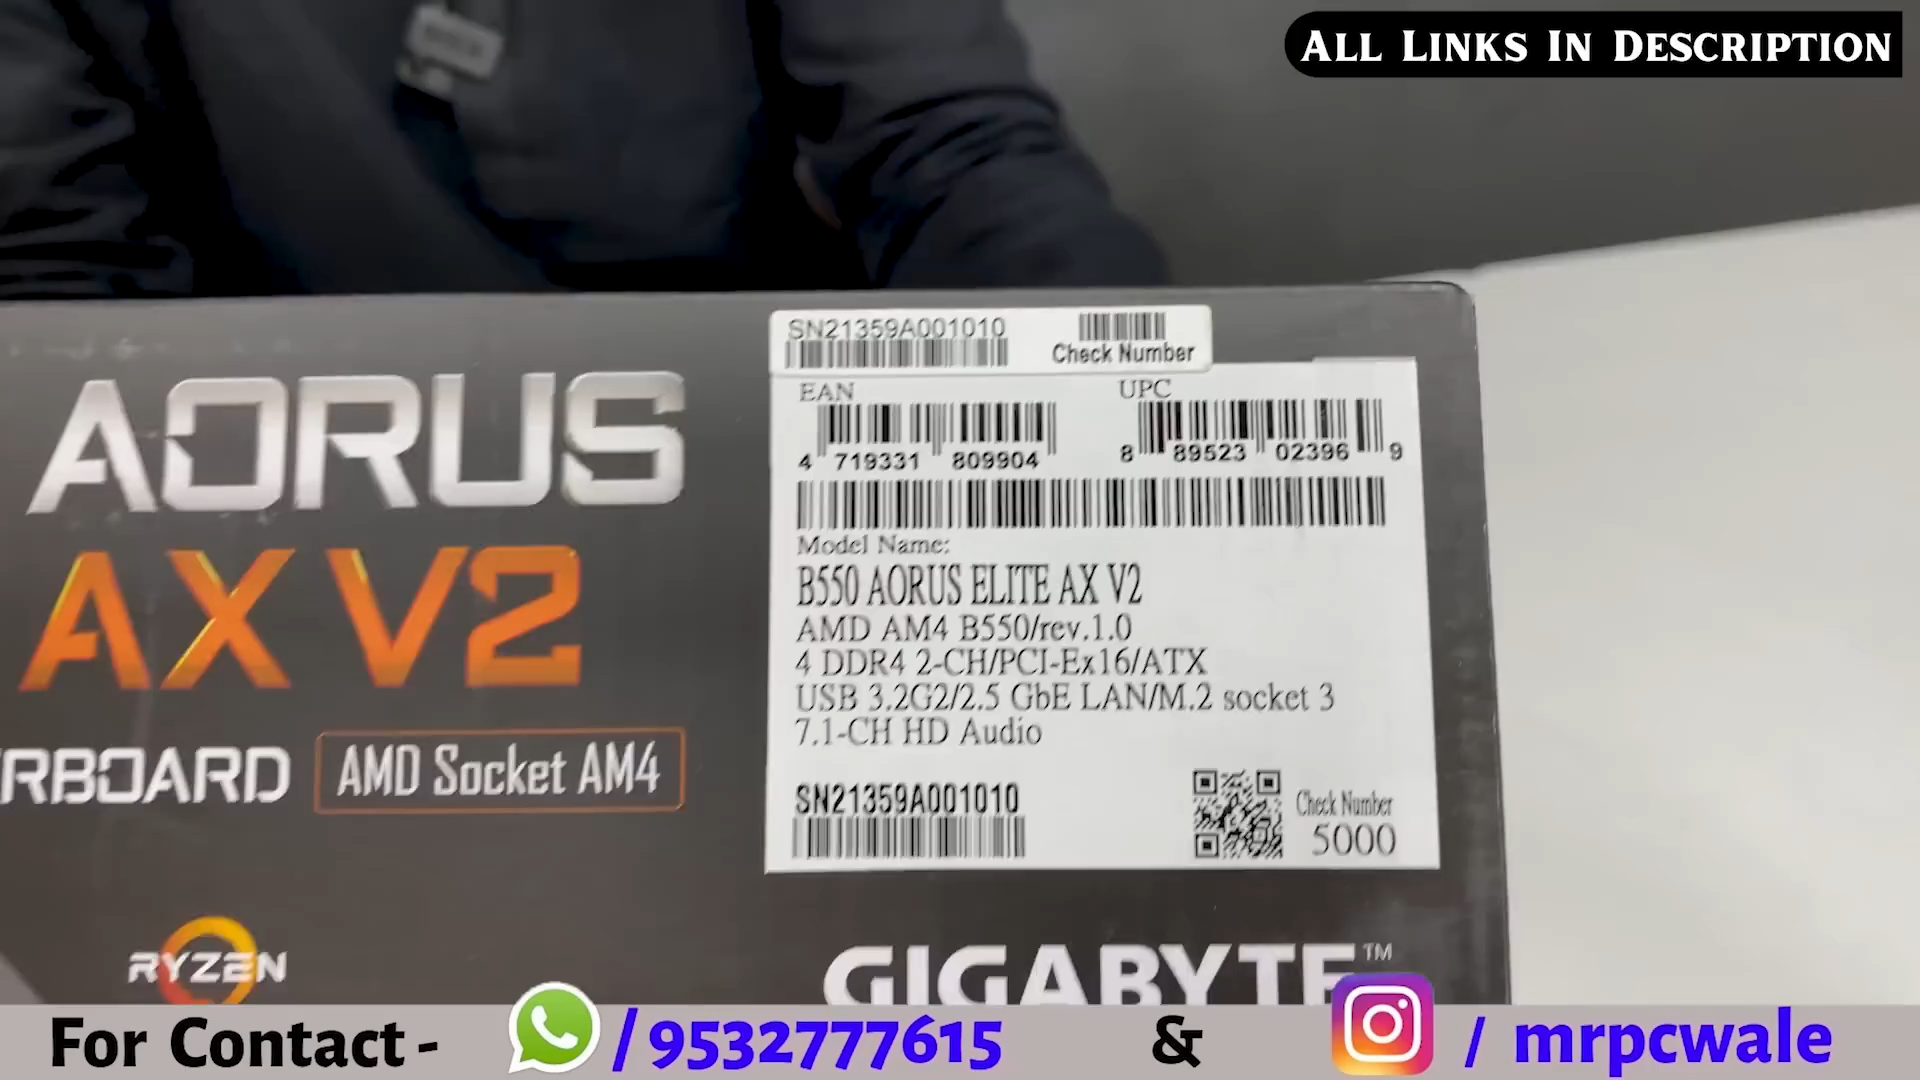 ALL LINKS IN DESCRIPTION
SN21359A001010
Check Number
EAN
UPC
4 719331 809904
8 89523 02396 9
AORUS
AX V2
RBOARD
AMD Socket AM4
RYZEN
Model Name:
B550 AORUS ELITE AX V2
AMD AM4 B550/rev.1.0
4 DDR4 2-CH/PCI-Ex16/ATX
USB 3.2G2/2.5 GbE LAN/M.2 socket 3
7.1-CH HD Audio
SN21359A001010
Check Number
5000
GIGABYTE™
For Contact - / 9532777615 & / mrpcwale